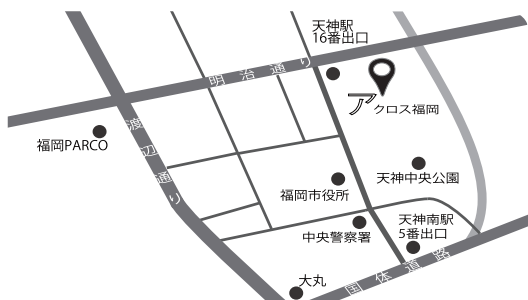 天神駅
16番出口
明治通り
アクロス福岡
渡辺通り
福岡PARCO
天神中央公園
福岡市役所
天神南駅
5番出口
中央警察署
国体道路
大丸